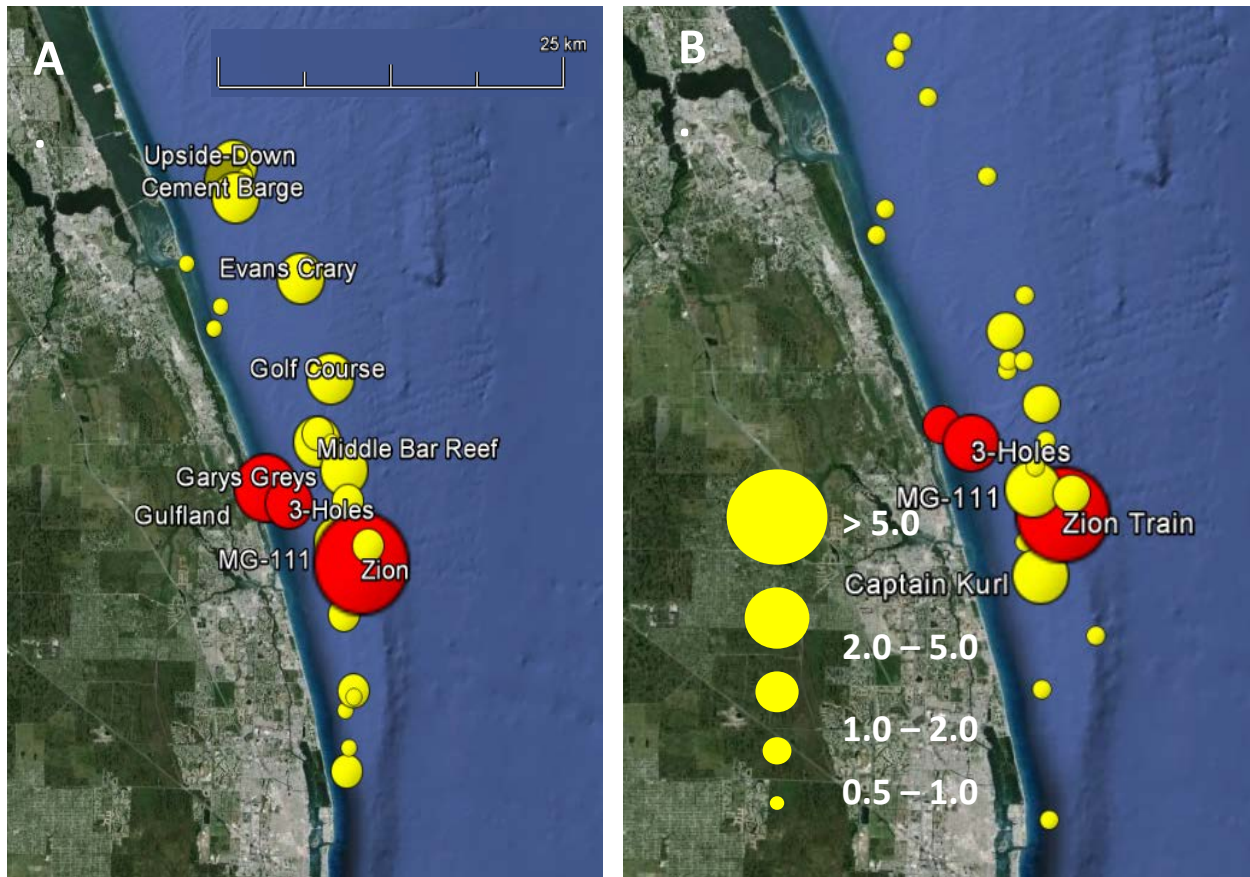 A
25 km
Upside-Down
Cement Barge
Evans Crary
Golf Course
Middle Bar Reef
Garys Greys
3-Holes
Gulfland
MG-111
Zion
B
3-Holes
MG-111
Zion Train
Captain Kurl
> 5.0
2.0 – 5.0
1.0 – 2.0
0.5 – 1.0